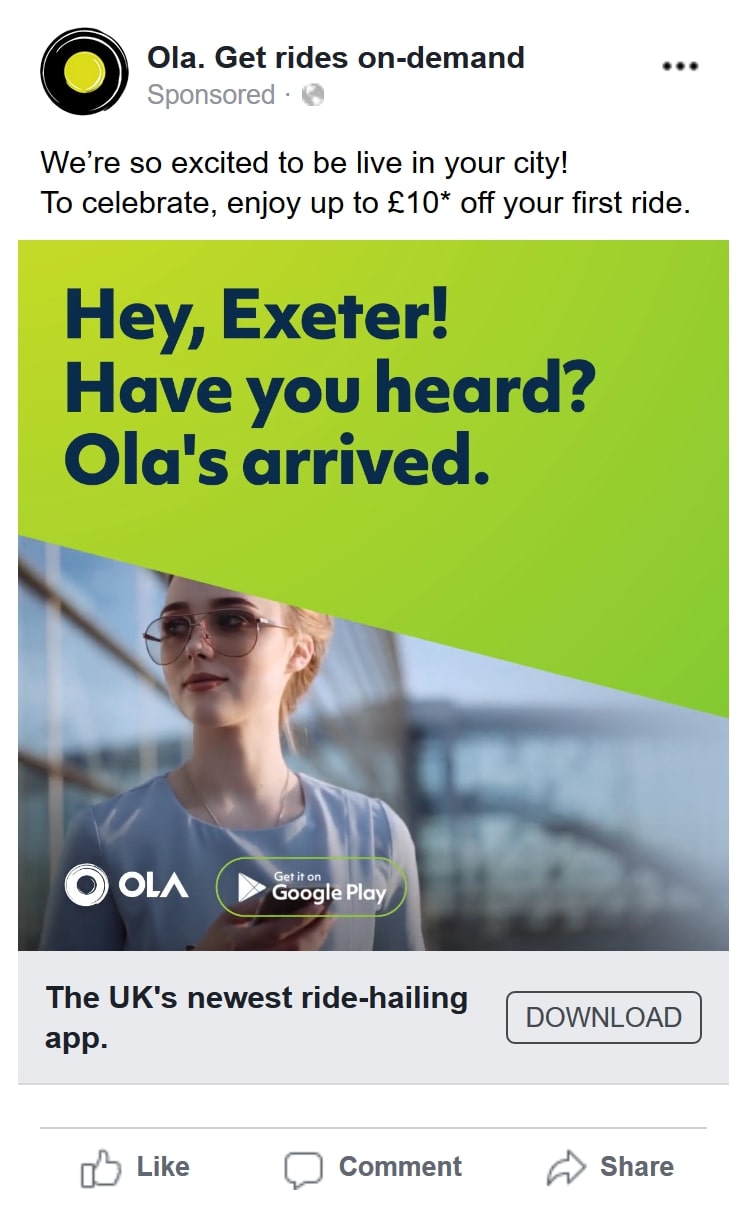 Ola. Get rides on-demand
Sponsored ·
We’re so excited to be live in your city!
To celebrate, enjoy up to £10* off your first ride.
Hey, Exeter!
Have you heard?
Ola's arrived.
OLA
Get it on
Google Play
The UK's newest ride-hailing
app.
DOWNLOAD
Like
Comment
Share